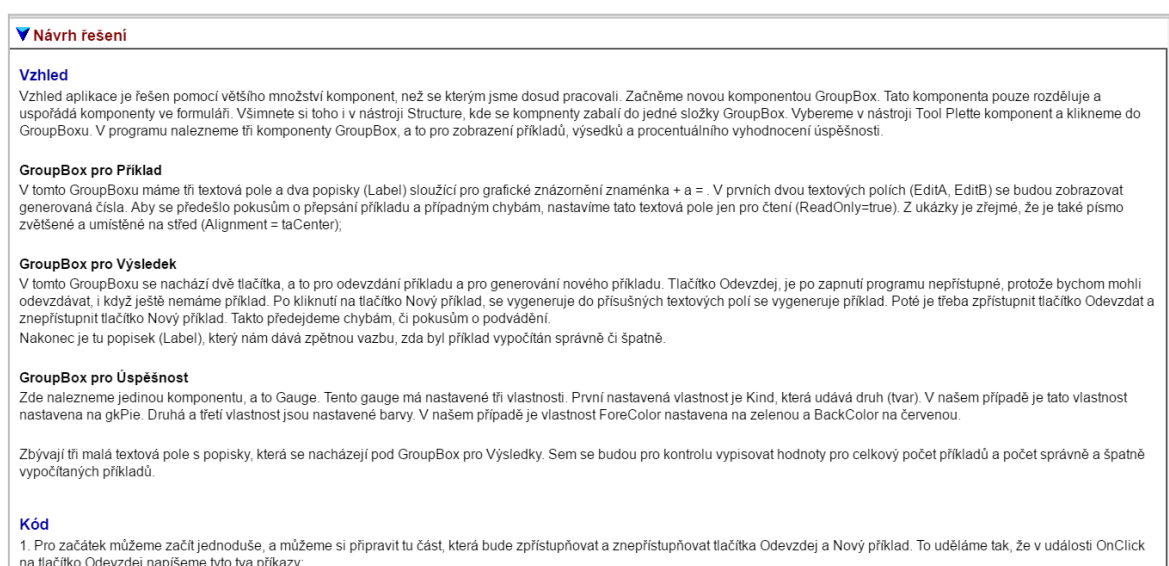 Návrh řešení
Vzhled
Vzhled aplikace je řešen pomocí většího množství komponent, než se kterým jsme dosud pracovali. Začněme novou komponentou GroupBox. Tato komponenta pouze rozděluje a
uspořádá komponenty ve formuláři. Všimnete si toho i v nástroji Structure, kde se kompnenty zabalí do jedné složky GroupBox. Vybereme v nástroji Tool Plette komponent a klikneme do
GroupBoxu. V programu nalezneme tři komponenty GroupBox, a to pro zobrazení příkladů, výsedků a procentuálního vyhodnocení úspěšnosti.
GroupBox pro Příklad
V tomto GroupBoxu máme tři textová pole a dva popisky (Label) sloužící pro grafické znázornění znaménka + a = . V prvních dvou textových polích (EditA, EditB) se budou zobrazovat
generovaná čísla. Aby se předešlo pokusům o přepsání příkladu a případným chybám, nastavíme tato textová pole jen pro čtení (ReadOnly=true). Z ukázky je zřejmé, že je také písmo
zvětšené a umístěné na střed (Alignment = taCenter);
GroupBox pro Výsledek
V tomto GroupBoxu se nachází dvě tlačítka, a to pro odevzdání příkladu a pro generování nového příkladu. Tlačítko Odevzdej, je po zapnutí programu nepřístupné, protože bychom mohli
odevzdávat, i když ještě nemáme příklad. Po kliknutí na tlačítko Nový příklad, se vygeneruje do přísušných textových polí se vygeneruje příklad. Poté je třeba zpřístupnit tlačítko Odevzdat a
znepřístupnit tlačítko Nový příklad. Takto předejdeme chybám, či pokusům o podvádění.
Nakonec je tu popisek (Label), který nám dává zpětnou vazbu, zda byl příklad vypočítán správně či špatně.
GroupBox pro Úspěšnost
Zde nalezneme jedinou komponentu, a to Gauge. Tento gauge má nastavené tři vlastnosti. První nastavená vlastnost je Kind, která udává druh (tvar). V našem případě je tato vlastnost
nastavena na gkPie. Druhá a třetí vlastnost jsou nastavené barvy. V našem případě je vlastnost ForeColor nastavena na zelenou a BackColor na červenou.
Zbývají tři malá textová pole s popisky, která se nacházejí pod GroupBox pro Výsledky. Sem se budou pro kontrolu vypisovat hodnoty pro celkový počet příkladů a počet správně a špatně
vypočítaných příkladů.
Kód
1. Pro začátek můžeme začít jednoduše, a můžeme si připravit tu část, která bude zpřístupňovat a znepřístupňovat tlačítka Odevzdej a Nový příklad. To uděláme tak, že v události OnClick
na tlačítko Odevzdej napíšeme tyto tva příkazy: